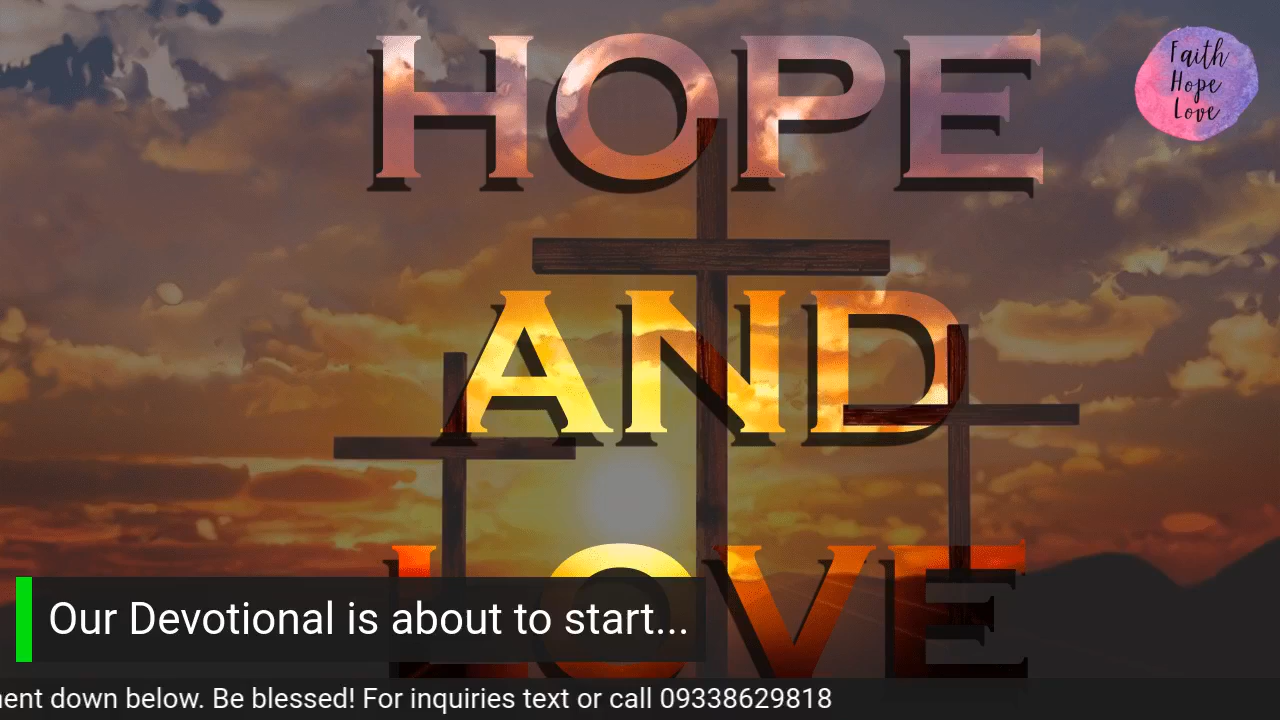 HOPE
Faith
Hope
Love
AND
LOVE
Our Devotional is about to start...
down below. Be blessed! For inquiries text or call 09338629818